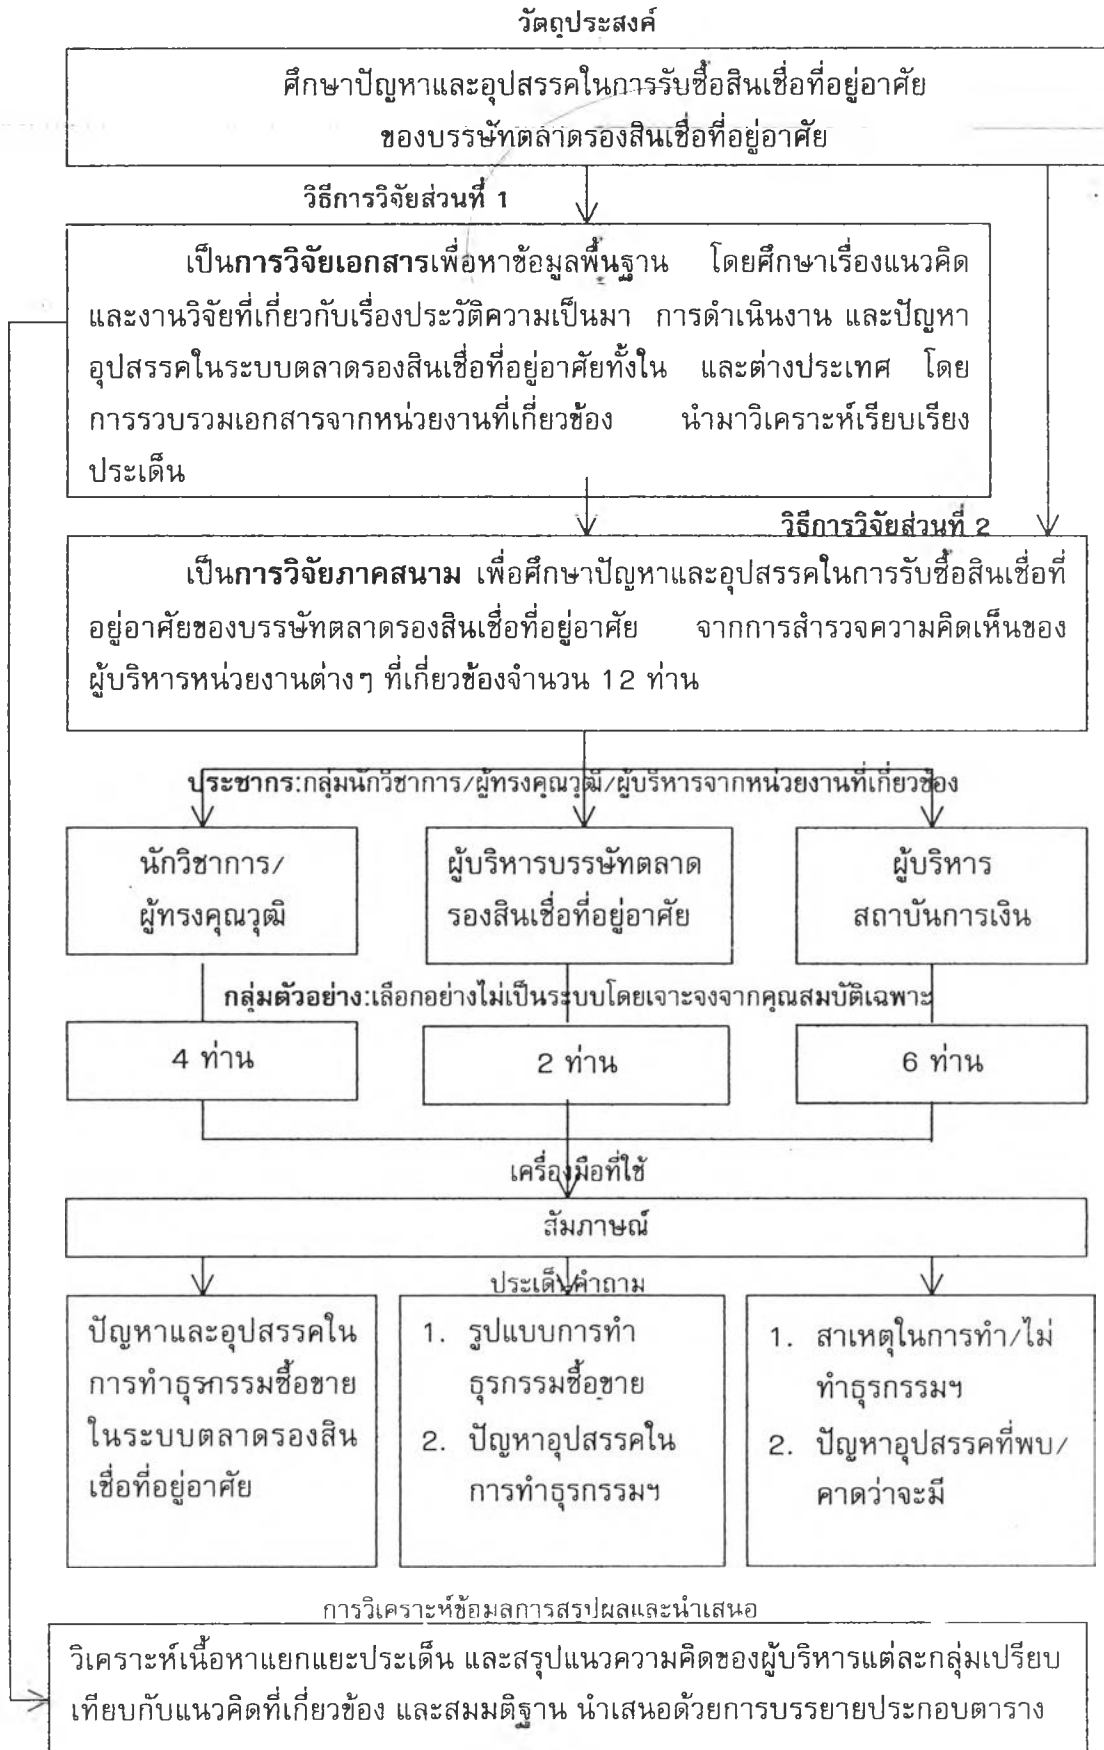 วัตถุประสงค์
ศึกษาปัญหาและอุปสรรคในการรับซื้อสินเชื่อที่อยู่อาศัย
ของบรรษัทตลาดรองสินเชื่อที่อยู่อาศัย
วิธีการวิจัยส่วนที่ 1
เป็นการวิจัยเอกสารเพื่อหาข้อมูลพื้นฐาน โดยศึกษาเรื่องแนวคิด
และงานวิจัยที่เกี่ยวกับเรื่องประวัติความเป็นมา การดำเนินงาน และปัญหา
อุปสรรคในระบบตลาดรองสินเชื่อที่อยู่อาศัยทั้งใน และต่างประเทศ โดย
การรวบรวมเอกสารจากหน่วยงานที่เกี่ยวข้อง นำมาวิเคราะห์เรียบเรียง
ประเด็น
วิธีการวิจัยส่วนที่ 2
เป็นการวิจัยภาคสนาม เพื่อศึกษาปัญหาและอุปสรรคในการรับซื้อสินเชื่อที่
อยู่อาศัยของบรรษัทตลาดรองสินเชื่อที่อยู่อาศัย จากการสำรวจความคิดเห็นของ
ผู้บริหารหน่วยงานต่างๆ ที่เกี่ยวข้องจำนวน 12 ท่าน
ประชากร:กลุ่มนักวิชาการ/ผู้ทรงคุณวุฒิ/ผู้บริหารจากหน่วยงานที่เกี่ยวข้อง
นักวิชาการ/
ผู้ทรงคุณวุฒิ
ผู้บริหารบรรษัทตลาด
รองสินเชื่อที่อยู่อาศัย
ผู้บริหาร
สถาบันการเงิน
กลุ่มตัวอย่าง:เลือกอย่างไม่เป็นระบบโดยเจาะจงจากคุณสมบัติเฉพาะ
4 ท่าน
2 ท่าน
6 ท่าน
เครื่องมือที่ใช้
สัมภาษณ์
ประเด็นคำถาม
ปัญหาและอุปสรรคใน
การทำธุรกรรมซื้อขาย
ในระบบตลาดรองสิน
เชื่อที่อยู่อาศัย
1. รูปแบบการทำ
ธุรกรรมซื้อขาย
2. ปัญหาอุปสรรคใน
การทำธุรกรรมฯ
1. สาเหตุในการทำ/ไม่
ทำธุรกรรมฯ
2. ปัญหาอุปสรรคที่พบ/
คาดว่าจะมี
การวิเคราะห์ข้อมูลการสรุปผลและนำเสนอ
วิเคราะห์เนื้อหาแยกแยะประเด็น และสรุปแนวความคิดของผู้บริหารแต่ละกลุ่มเปรียบ
เทียบกับแนวคิดที่เกี่ยวข้อง และสมมติฐาน นำเสนอด้วยการบรรยายประกอบตาราง